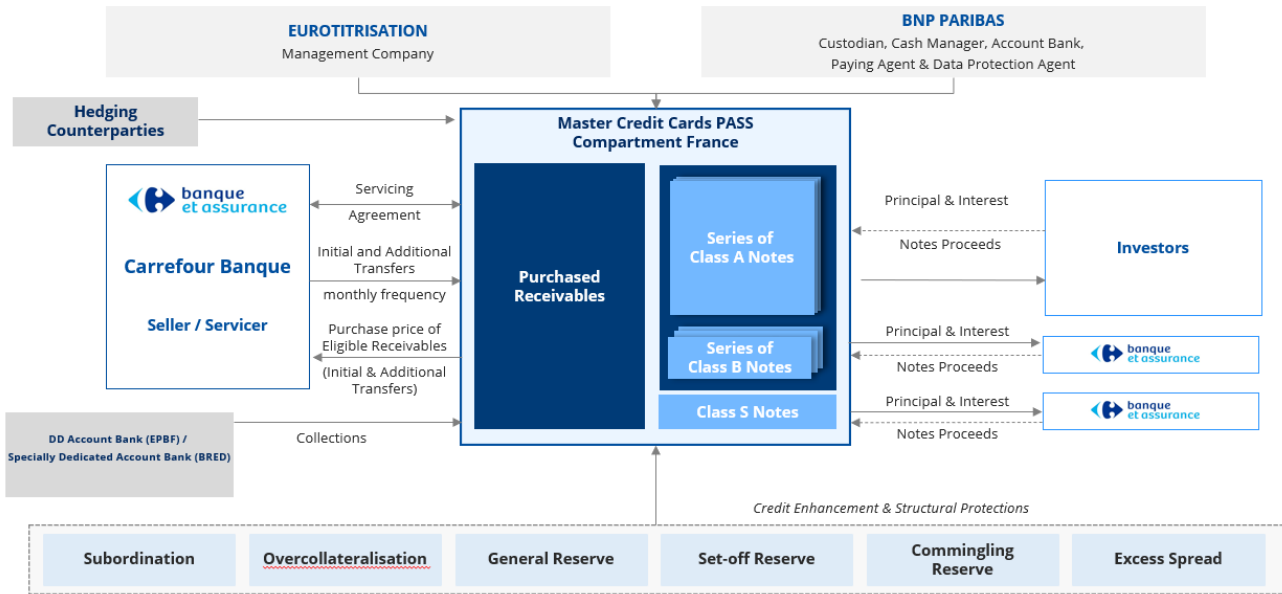 EUROTITRISATION
Management Company
BNP PARIBAS
Custodian, Cash Manager, Account Bank,
Paying Agent & Data Protection Agent
Hedging
Counterparties
Master Credit Cards PASS
Compartment France
banque
et assurance
Carrefour Banque
Seller / Servicer
Servicing
Agreement
Initial and Additional
Transfers
monthly frequency
Purchase price of
Eligible Receivables
(Initial & Additional
Transfers)
Purchased
Receivables
Series of
Class A Notes
Series of
Class B Notes
Class S Notes
Principal & Interest
Notes Proceeds
Investors
Principal & Interest
Notes Proceeds
banque
et assurance
Principal & Interest
Notes Proceeds
banque
et assurance
DD Account Bank (EPBF) /
Specially Dedicated Account Bank (BRED)
Collections
Credit Enhancement & Structural Protections
Subordination
Overcollateralisation
General Reserve
Set-off Reserve
Commingling
Reserve
Excess Spread